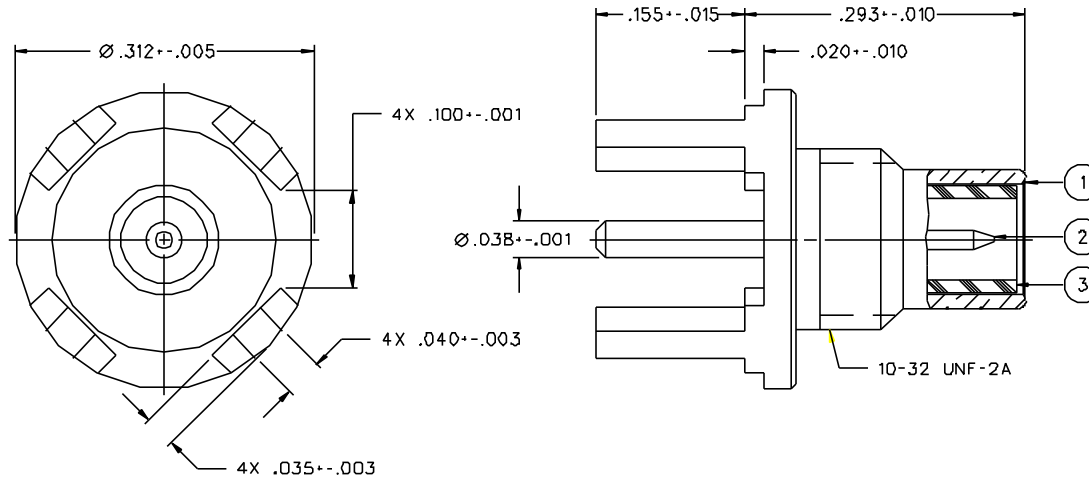 .155+-.015
.293+-.010
Ø.312+-.005
.020+-.010
4X .100+-.001
1
Ø.038+-.001
2
3
4X .040+-.003
10-32 UNF-2A
4X .035+-.003